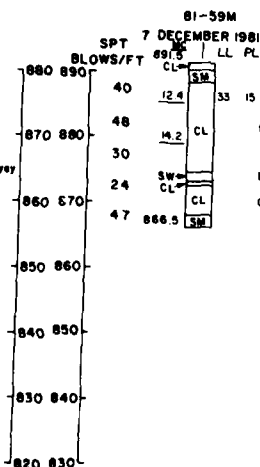 81-59M
7 DECEMBER 1981
SPT
BLOWS/FT
MC
LL PL
891.5
880 890
CL
SM
40
12.4
33 15
48
870 880
14.2
CL
30
SW
24
CL
860 870
CL
47
866.5
SM
850 860
840 850
830 840
820 830